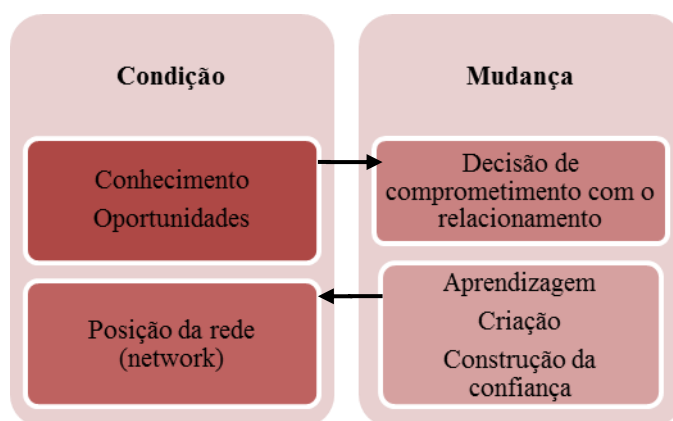 Condição
Conhecimento
Oportunidades
Posição da rede
(network)
Mudança
Decisão de
comprometimento com o
relacionamento
Aprendizagem
Criação
Construção da
confiança